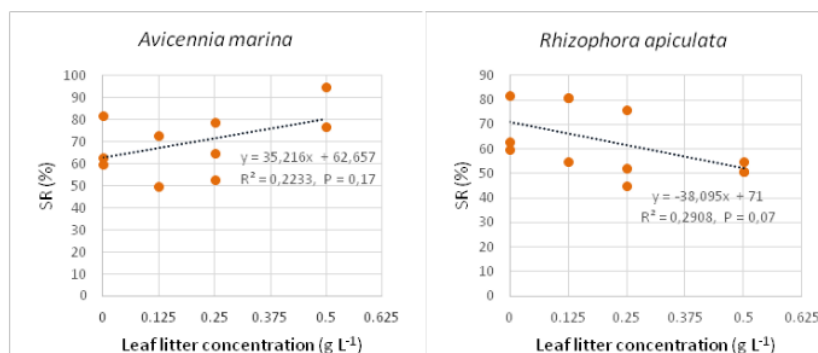 Avicennia marina
100
90
80
70
60
50
40
30
20
10
0
SR (%)
y = 35,216x + 62,657
R² = 0,2233, P = 0,17
0 0.125 0.25 0.375 0.5 0.625
Leaf litter concentration (g L⁻¹)
Rhizophora apiculata
90
80
70
60
50
40
30
20
10
0
SR (%)
y = -38,095x + 71
R² = 0,2908, P = 0,07
0 0.125 0.25 0.375 0.5 0.625
Leaf litter concentration (g L⁻¹)